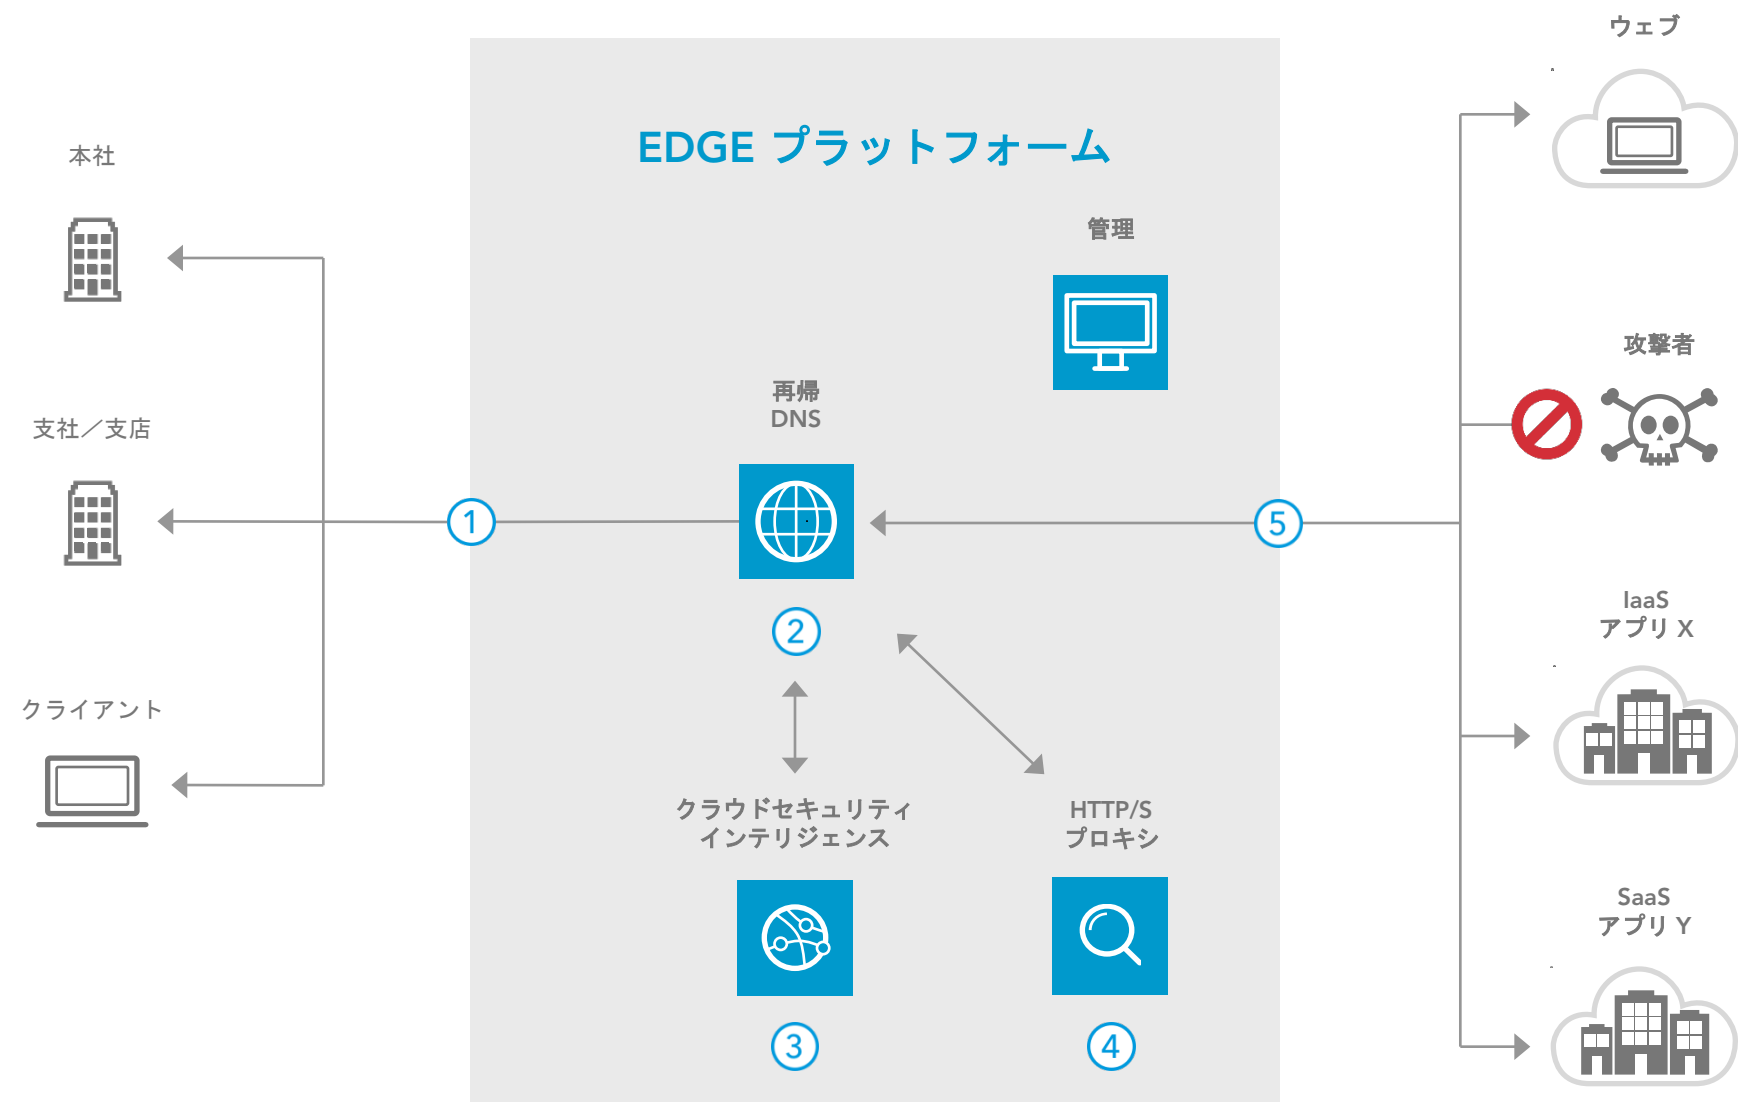 ウェブ
EDGE プラットフォーム
本社
管理
攻撃者
再帰
DNS
支社／支店
1
5
IaaS
アプリ X
2
クライアント
クラウドセキュリティ
インテリジェンス
HTTP/S
プロキシ
SaaS
アプリ Y
3
4